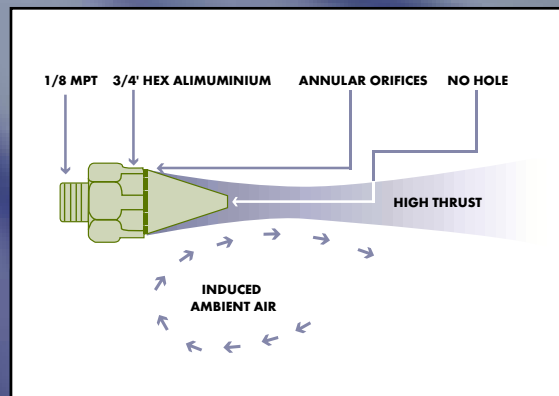 1/8 MPT
3/4' HEX ALIMUMINIUM
ANNULAR ORIFICES
NO HOLE
HIGH THRUST
INDUCED
AMBIENT AIR